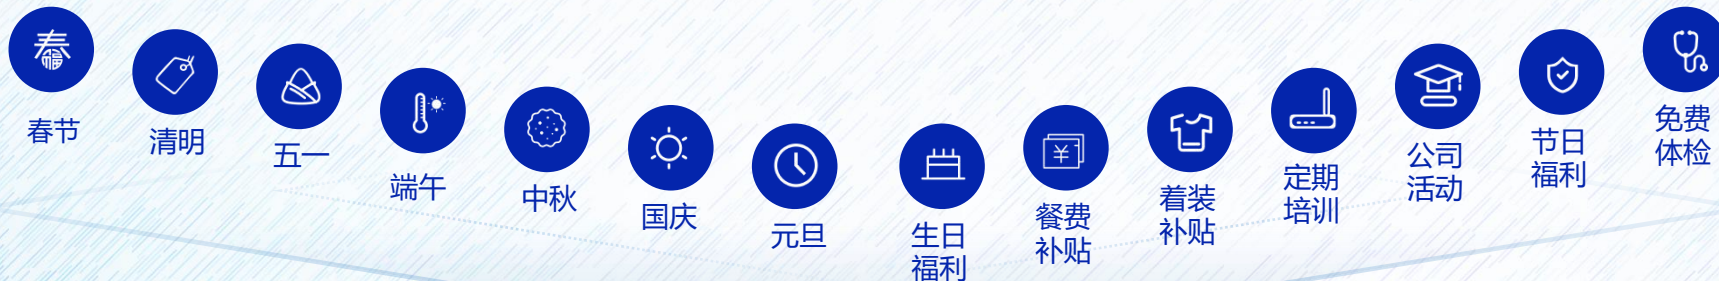 春节
清明
五一
端午
中秋
国庆
元旦
生日
福利
餐费
补贴
着装
补贴
定期
培训
公司
活动
节日
福利
免费
体检